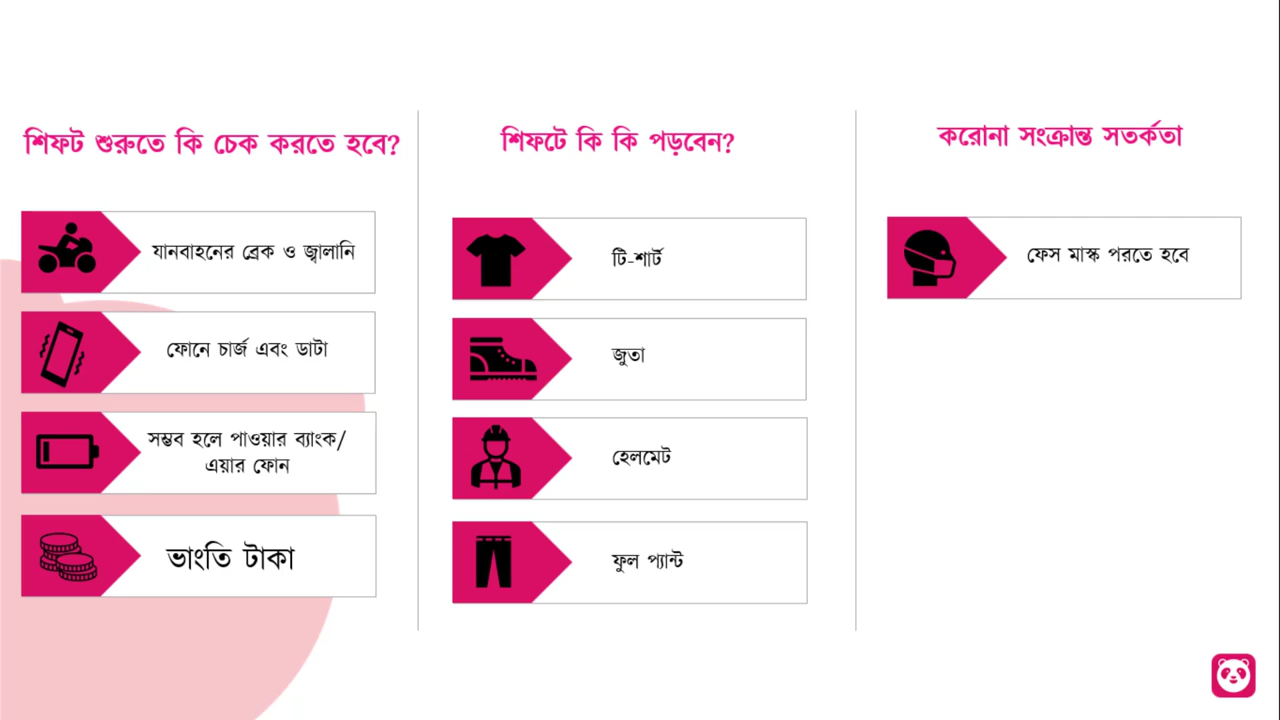 শিফট শুরুতে কি চেক করতে হবে?
যানবাহনের ব্রেক ও জ্বালানি
ফোনে চার্জ এবং ডাটা
সম্ভব হলে পাওয়ার ব্যাংক/
এয়ার ফোন
ভাংতি টাকা
শিফটে কি কি পড়বেন?
টি-শার্ট
জুতা
হেলমেট
ফুল প্যান্ট
করোনা সংক্রান্ত সতর্কতা
ফেস মাস্ক পরতে হবে